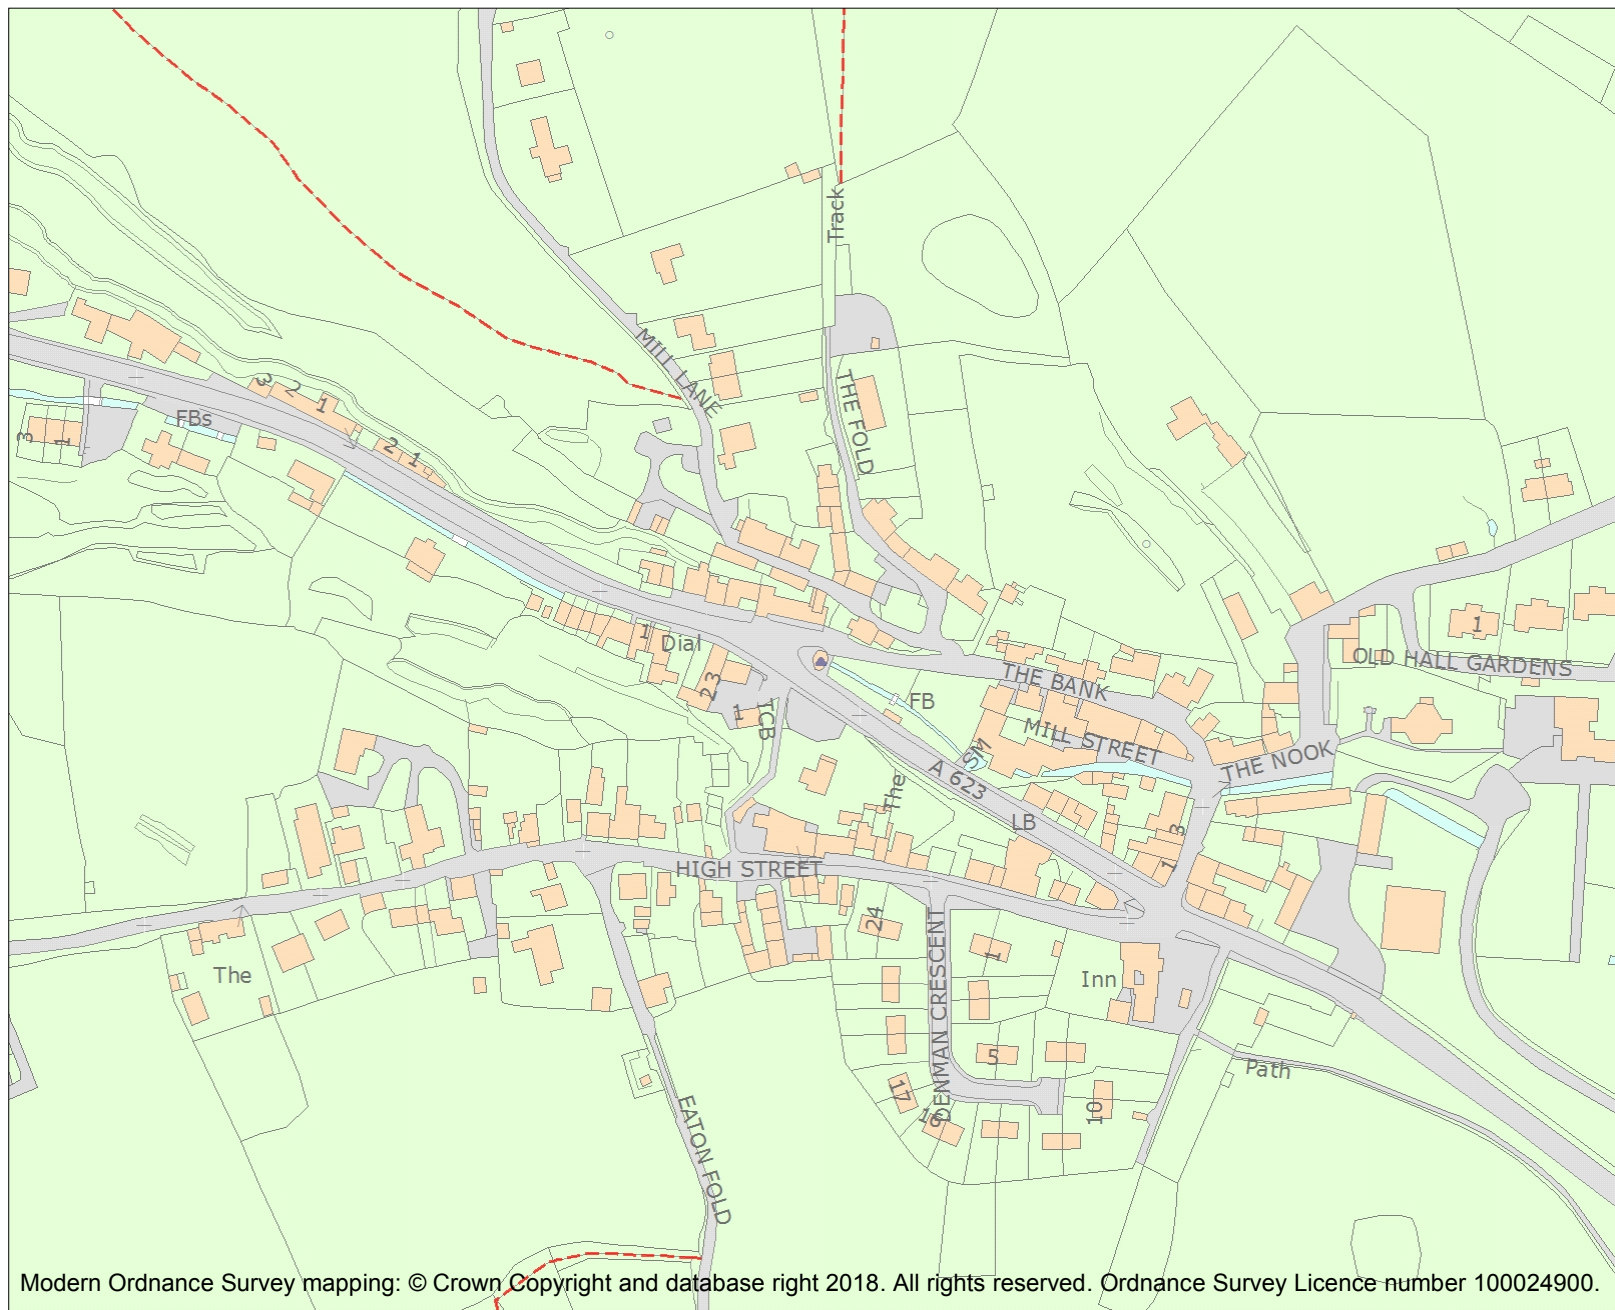 Track
MILL LANE
THE FOLD
3 2 1
FBs
3 1
2 1
1
OLD HALL GARDENS
1
Dial
23
1
TCB
FB
THE BANK
MILL STREET
SM
THE NOOK
A 623
The
LB
3
1
HIGH STREET
24
DENMAN CRESCENT
1
Inn
The
5
Path
17
16
10
EATON FOLD
Modern Ordnance Survey mapping: © Crown Copyright and database right 2018. All rights reserved. Ordnance Survey Licence number 100024900.